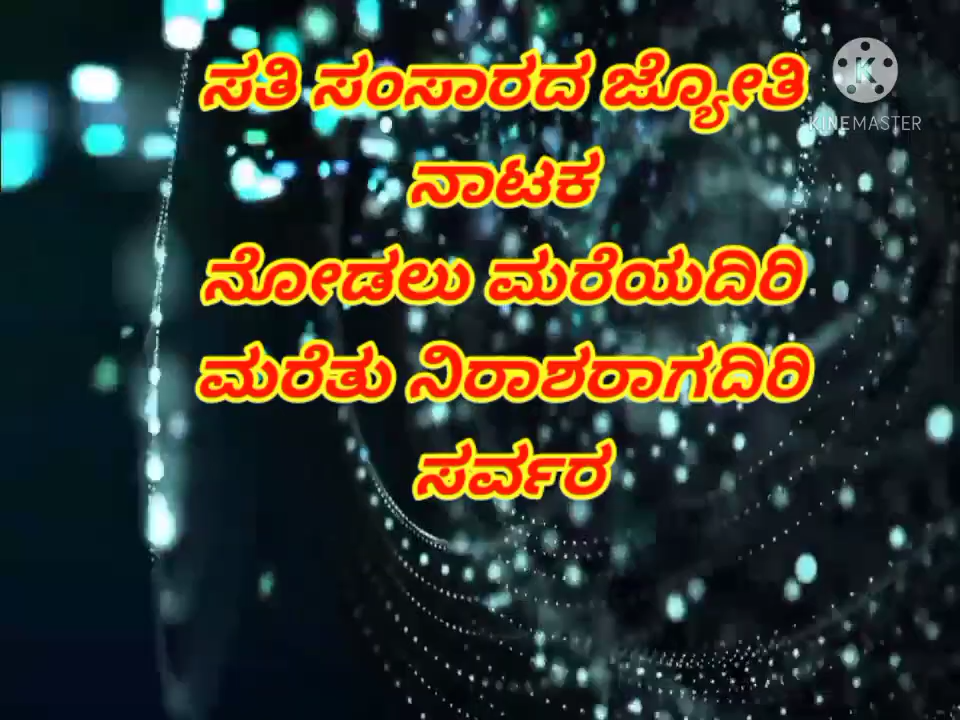 ಸತಿ ಸಂಸಾರದ ಜ್ಯೋತಿ
ನಾಟಕ
ನೋಡಲು ಮರೆಯದಿರಿ
ಮರೆತು ನಿರಾಶರಾಗದಿರಿ
ಸರ್ವರ
K
KINEMASTER